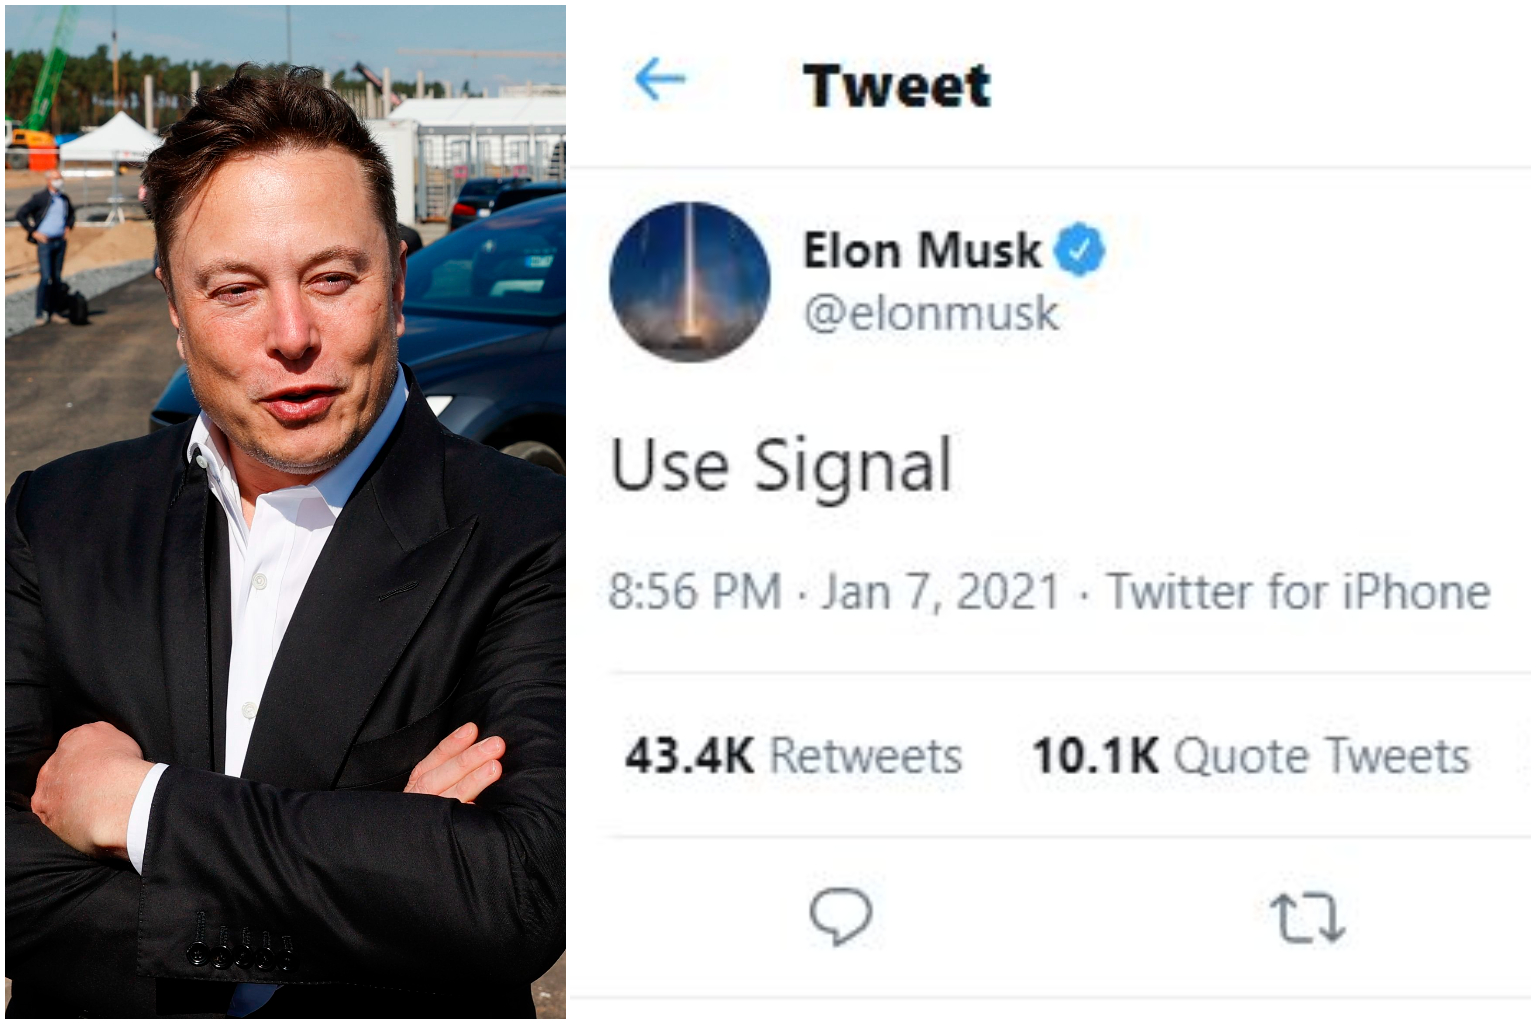 Tweet
Elon Musk
@elonmusk
Use Signal
8:56 PM · Jan 7, 2021 · Twitter for iPhone
43.4K Retweets 10.1K Quote Tweets